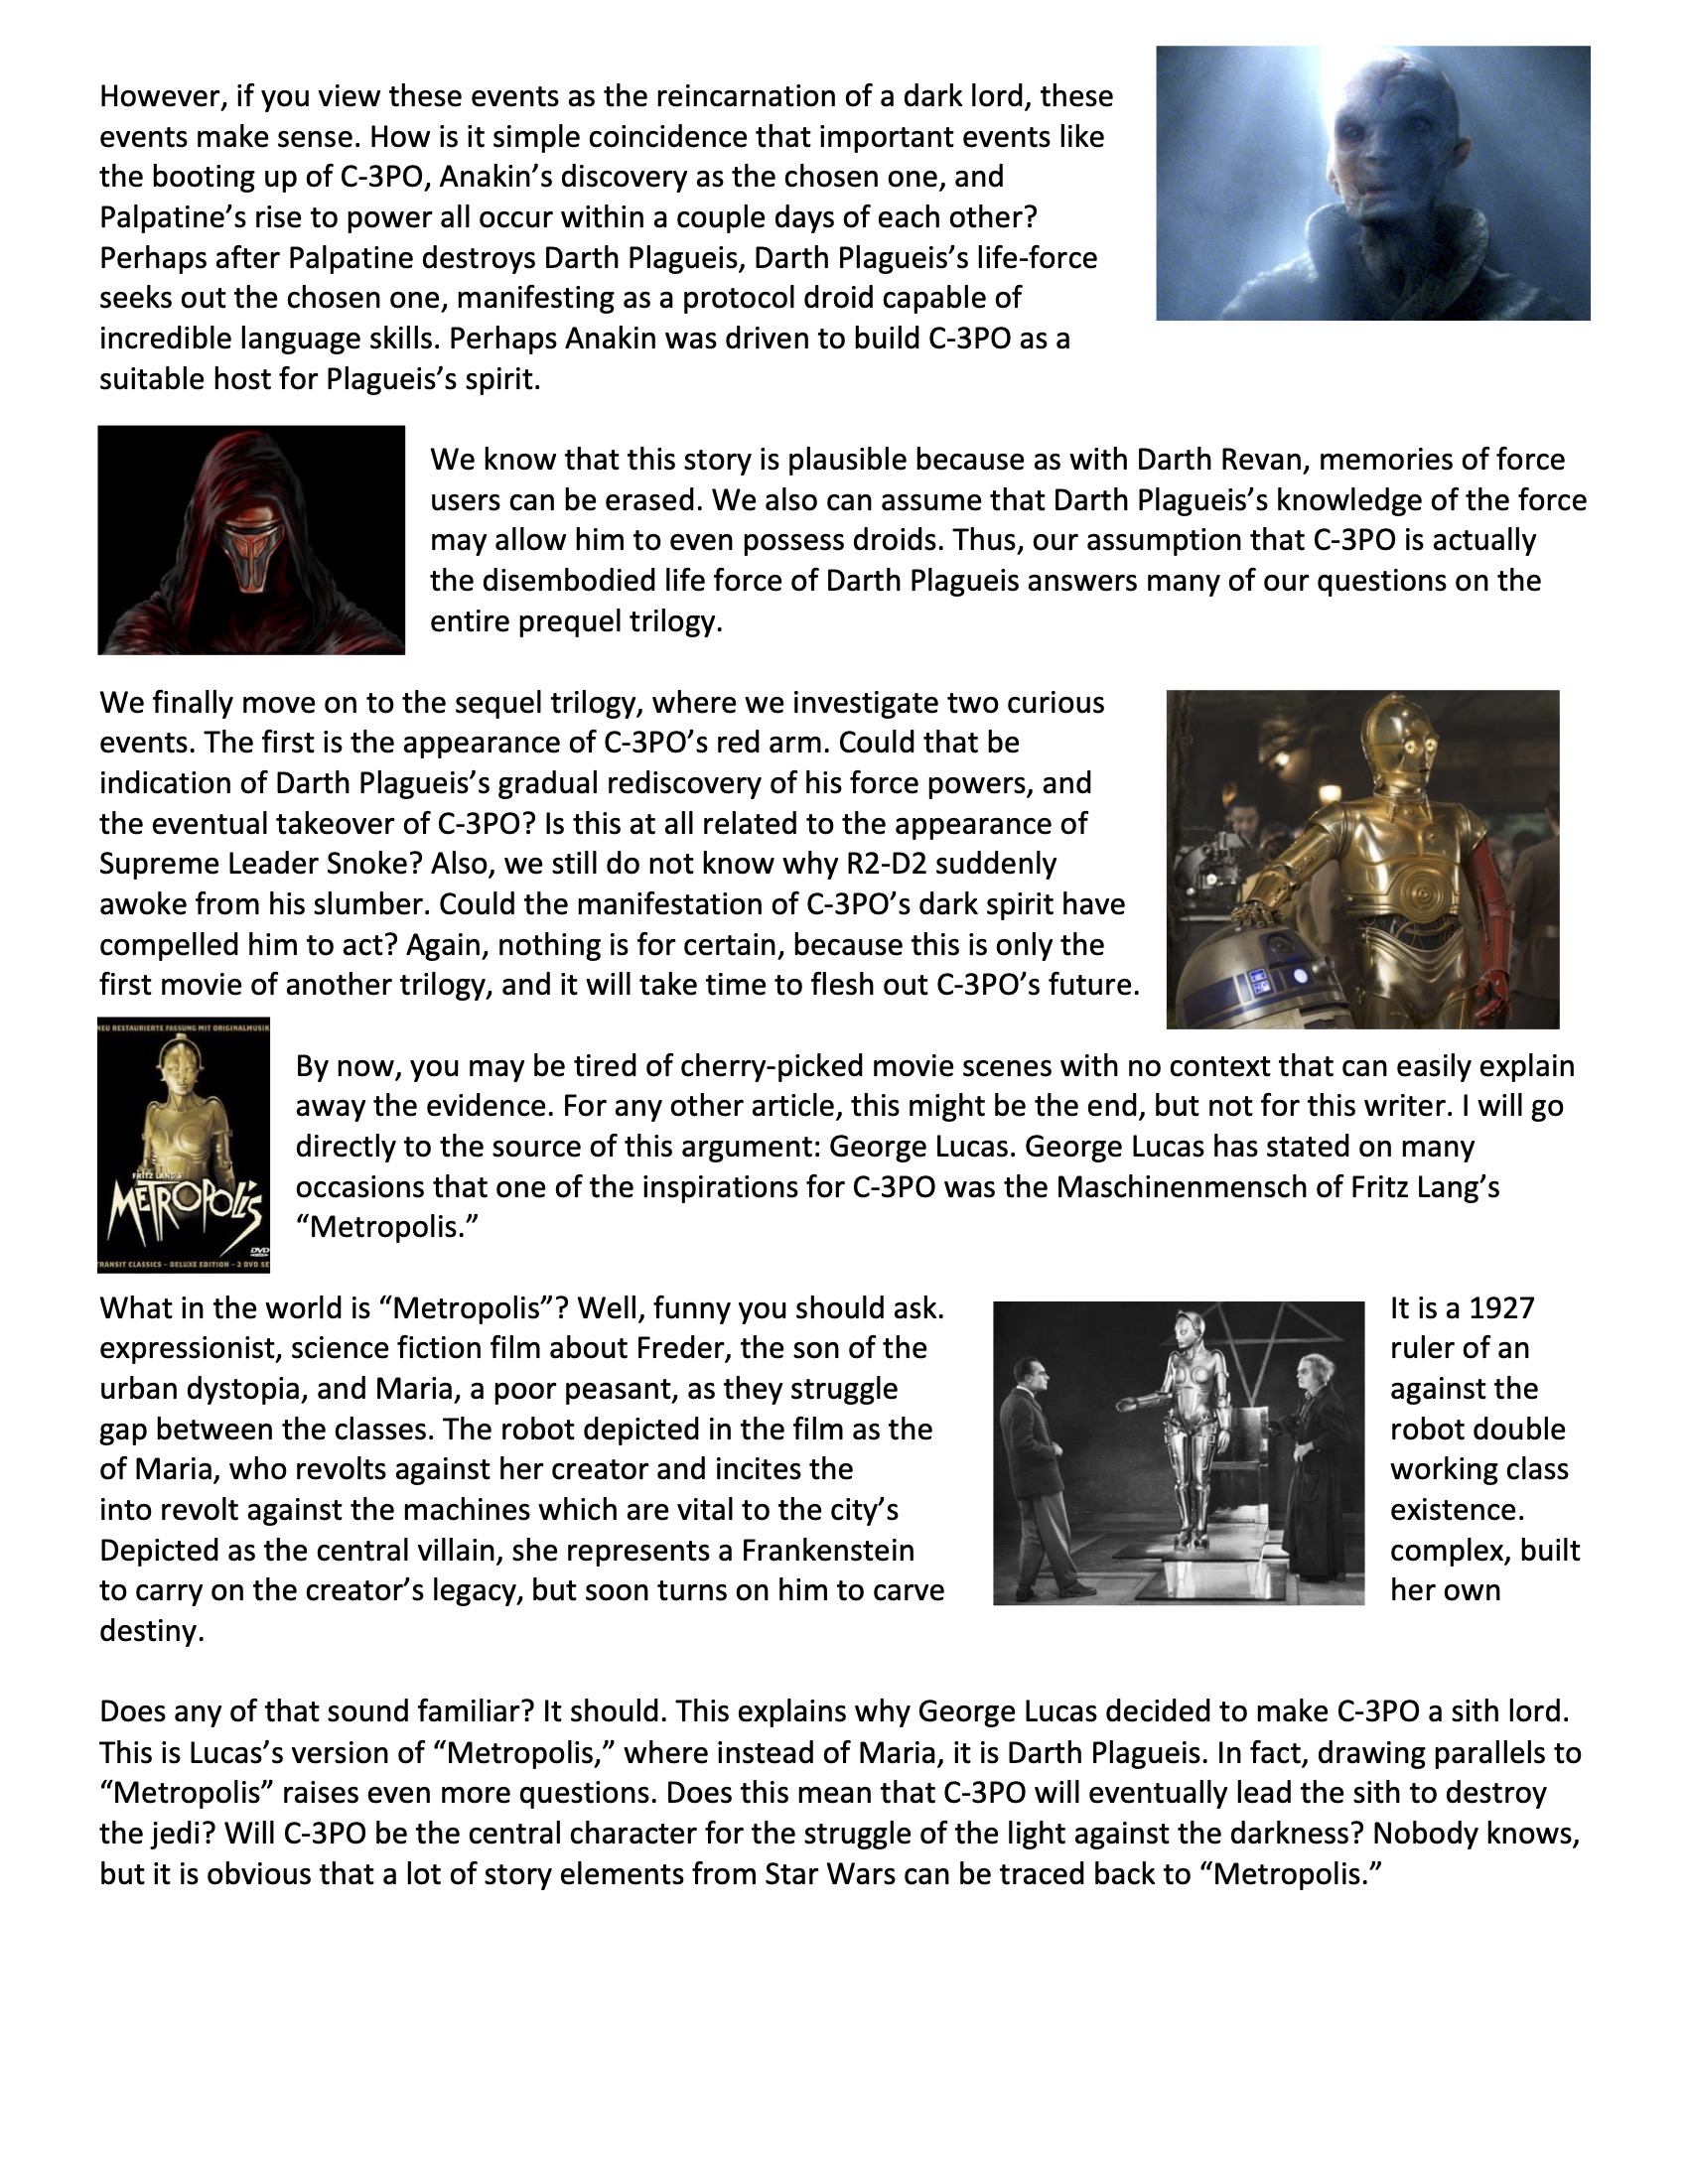 However, if you view these events as the reincarnation of a dark lord, these
events make sense. How is it simple coincidence that important events like
the booting up of C-3PO, Anakin’s discovery as the chosen one, and
Palpatine’s rise to power all occur within a couple days of each other?
Perhaps after Palpatine destroys Darth Plagueis, Darth Plagueis’s life-force
seeks out the chosen one, manifesting as a protocol droid capable of
incredible language skills. Perhaps Anakin was driven to build C-3PO as a
suitable host for Plagueis’s spirit.
We know that this story is plausible because as with Darth Revan, memories of force
users can be erased. We also can assume that Darth Plagueis’s knowledge of the force
may allow him to even possess droids. Thus, our assumption that C-3PO is actually
the disembodied life force of Darth Plagueis answers many of our questions on the
entire prequel trilogy.
We finally move on to the sequel trilogy, where we investigate two curious
events. The first is the appearance of C-3PO’s red arm. Could that be
indication of Darth Plagueis’s gradual rediscovery of his force powers, and
the eventual takeover of C-3PO? Is this at all related to the appearance of
Supreme Leader Snoke? Also, we still do not know why R2-D2 suddenly
awoke from his slumber. Could the manifestation of C-3PO’s dark spirit have
compelled him to act? Again, nothing is for certain, because this is only the
first movie of another trilogy, and it will take time to flesh out C-3PO’s future.
NEU RESTAURIERTE FASSUNG MIT ORIGINALMUSIK
FRITZ LANG'S
METROPOLIS
DVD
TRANSIT CLASSICS - DELUXE EDITION - 2 DVD SE
By now, you may be tired of cherry-picked movie scenes with no context that can easily explain
away the evidence. For any other article, this might be the end, but not for this writer. I will go
directly to the source of this argument: George Lucas. George Lucas has stated on many
occasions that one of the inspirations for C-3PO was the Maschinenmensch of Fritz Lang’s
“Metropolis.”
What in the world is “Metropolis”? Well, funny you should ask. It is a 1927
expressionist, science fiction film about Freder, the son of the ruler of an
urban dystopia, and Maria, a poor peasant, as they struggle against the
gap between the classes. The robot depicted in the film as the robot double
of Maria, who revolts against her creator and incites the working class
into revolt against the machines which are vital to the city’s existence.
Depicted as the central villain, she represents a Frankenstein complex, built
to carry on the creator’s legacy, but soon turns on him to carve her own
destiny.
Does any of that sound familiar? It should. This explains why George Lucas decided to make C-3PO a sith lord.
This is Lucas’s version of “Metropolis,” where instead of Maria, it is Darth Plagueis. In fact, drawing parallels to
“Metropolis” raises even more questions. Does this mean that C-3PO will eventually lead the sith to destroy
the jedi? Will C-3PO be the central character for the struggle of the light against the darkness? Nobody knows,
but it is obvious that a lot of story elements from Star Wars can be traced back to “Metropolis.”